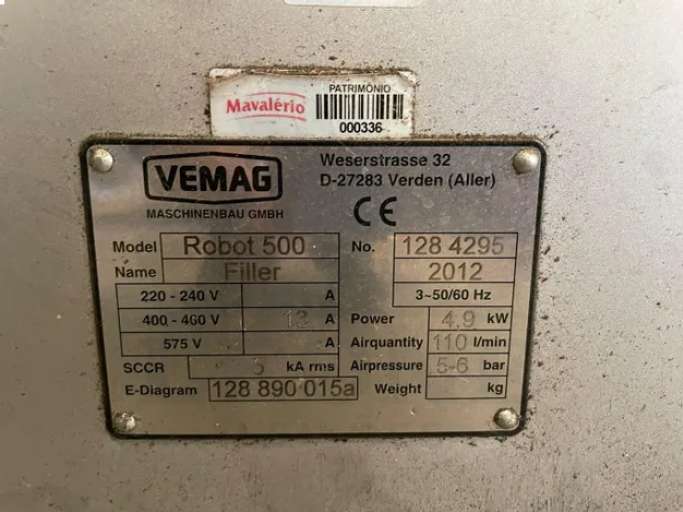 PATRIMÔNIO
Mavalério
000336
VEMAG
MASCHINENBAU GMBH
Weserstrasse 32
D-27283 Verden (Aller)
CE
Model Robot 500 No. 128 4295
Name Filler 2012
220 - 240 V A 3~50/60 Hz
400 - 460 V 13 A Power 4,9 kW
575 V A Airquantity 110 l/min
SCCR 5 kA rms Airpressure 5-6 bar
E-Diagram 128 890 015a Weight kg